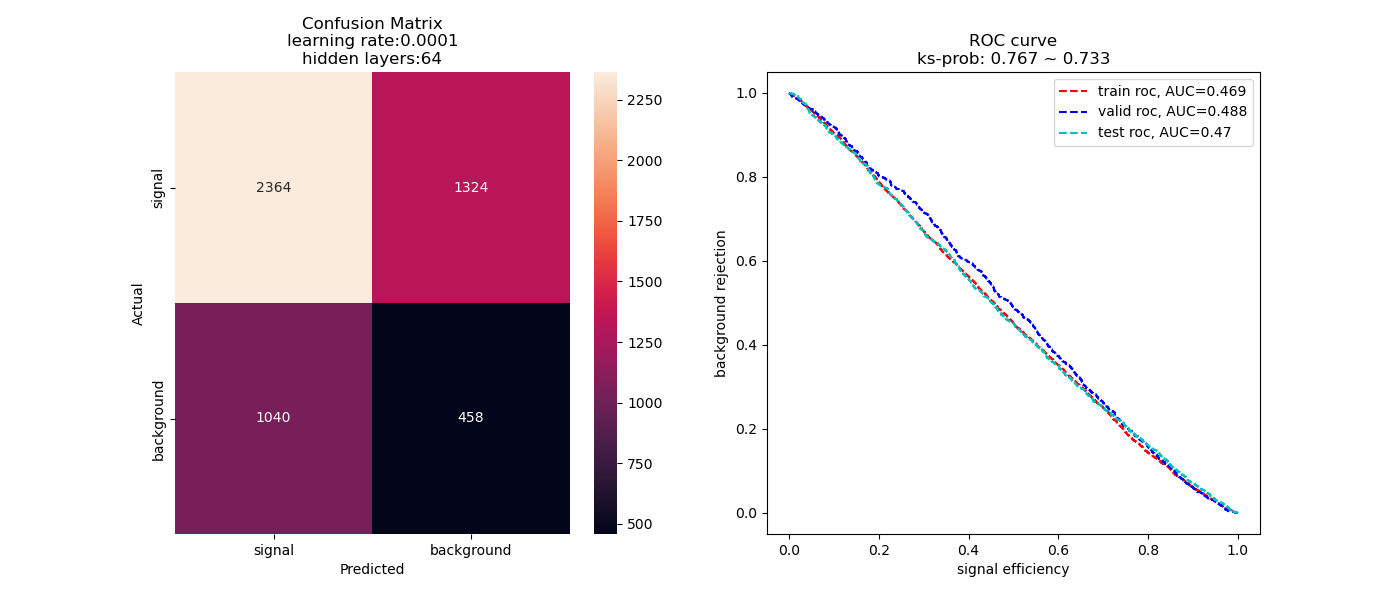 Confusion Matrix
learning rate:0.0001
hidden layers:64
signal
background
Actual
2364
1324
1040
458
signal
background
Predicted
2250
2000
1750
1500
1250
1000
750
500
ROC curve
ks-prob: 0.767 ~ 0.733
train roc, AUC=0.469
valid roc, AUC=0.488
test roc, AUC=0.47
background rejection
1.0
0.8
0.6
0.4
0.2
0.0
0.0
0.2
0.4
0.6
0.8
1.0
signal efficiency